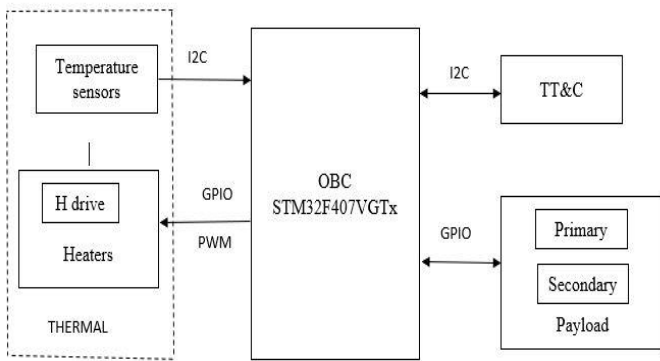 Temperature
sensors
I2C
H drive
Heaters
THERMAL
GPIO
PWM
OBC
STM32F407VGTx
I2C
TT&C
GPIO
Primary
Secondary
Payload